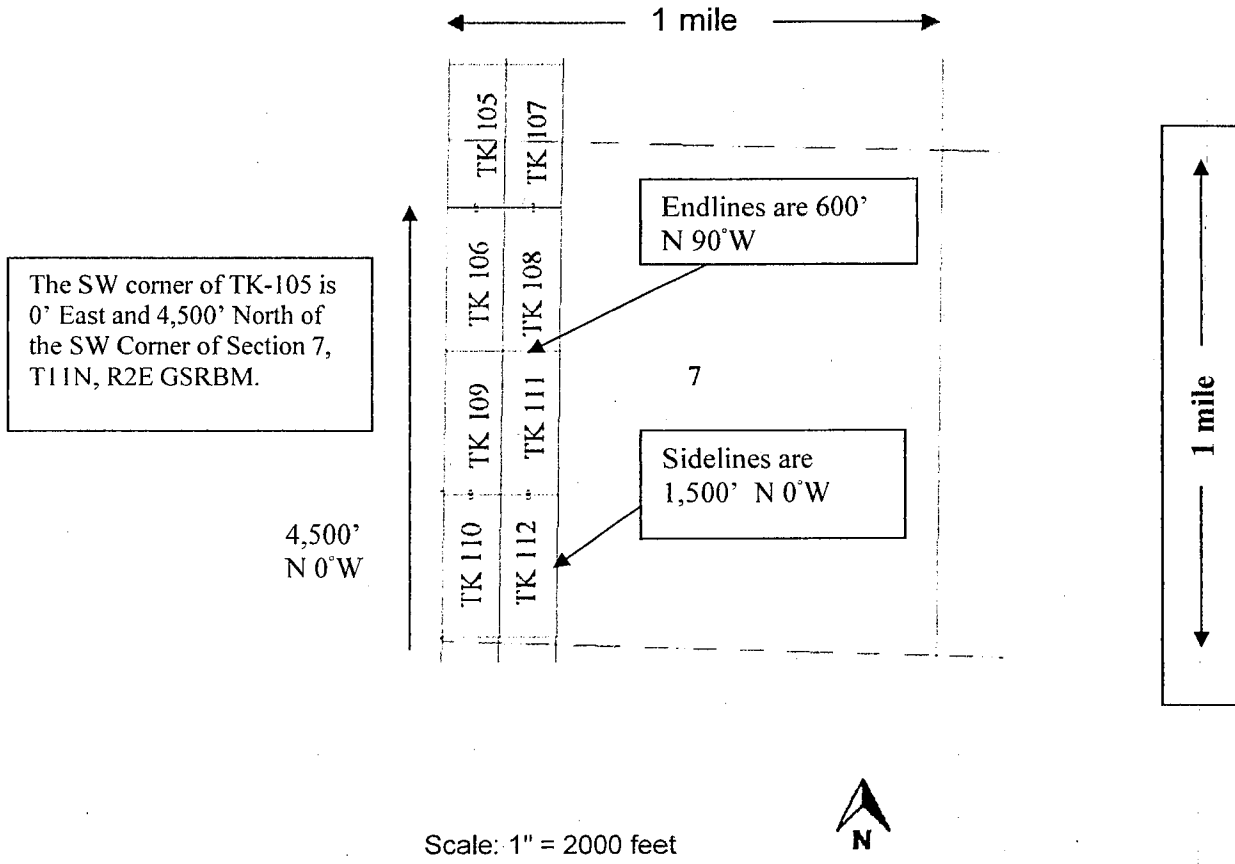 1 mile
TK 105
TK 107
Endlines are 600’
N 90°W
The SW corner of TK-105 is
0’ East and 4,500’ North of
the SW Corner of Section 7,
T11N, R2E GSRBM.
TK 106
TK 108
7
1 mile
TK 109
TK 111
Sidelines are
1,500’ N 0°W
4,500’
N 0°W
TK 110
TK 112
Scale: 1" = 2000 feet
N